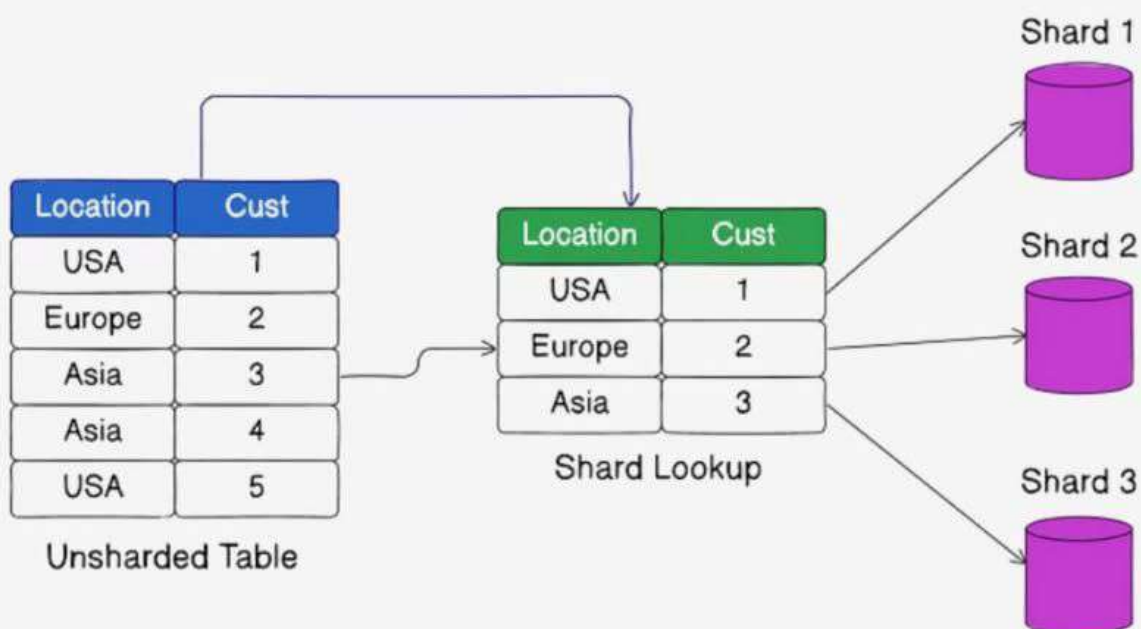 Shard 1
Location Cust
USA 1
Europe 2
Asia 3
Asia 4
USA 5
Unsharded Table
Location Cust
USA 1
Europe 2
Asia 3
Shard Lookup
Shard 2
Shard 3